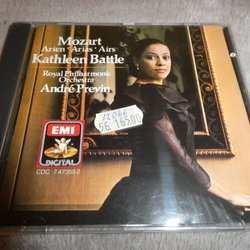 Mozart
Arien·Arias·Airs
Kathleen Battle
Royal Philharmonic
Orchestra
André Previn
EMI
DIGITAL
CDC 7 47355 2